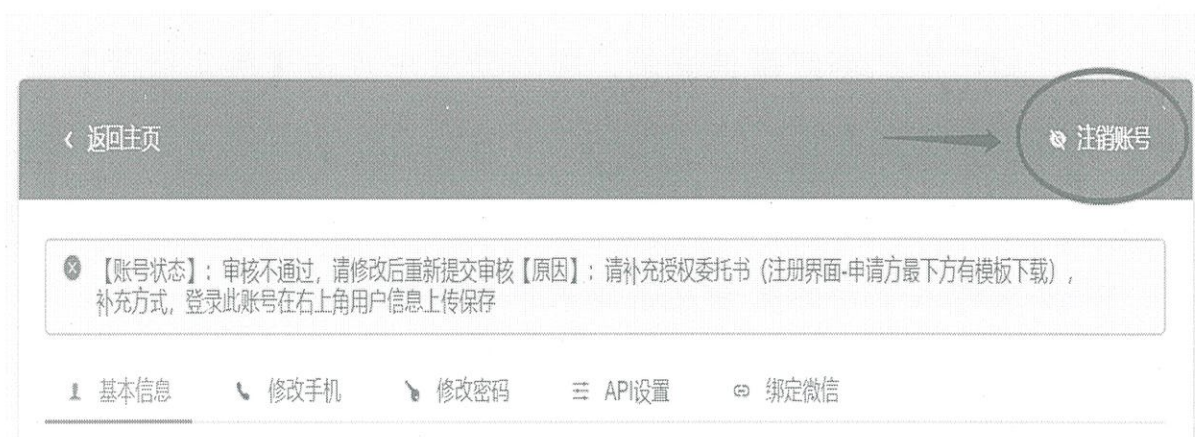 返回主页
注销账号
【账号状态】：审核不通过，请修改后重新提交审核【原因】：请补充授权委托书（注册界面-申请方最下方有模板下载），
补充方式，登录此账号在右上角用户信息上传保存
基本信息 修改手机 修改密码 API设置 绑定微信